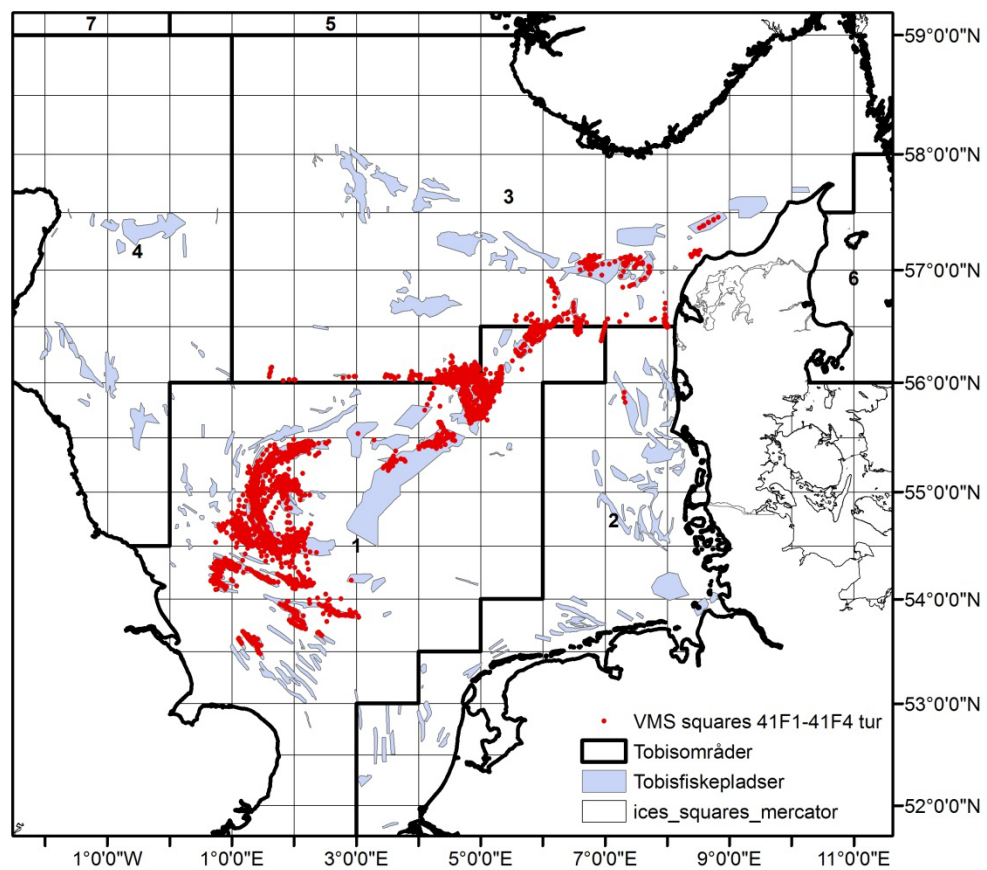 7
5
59°0'0"N
58°0'0"N
3
4
57°0'0"N
6
56°0'0"N
55°0'0"N
2
1
54°0'0"N
53°0'0"N
VMS squares 41F1-41F4 tur
Tobisområder
Tobisfiskepladser
ices_squares_mercator
52°0'0"N
1°0'0"W 1°0'0"E 3°0'0"E 5°0'0"E 7°0'0"E 9°0'0"E 11°0'0"E